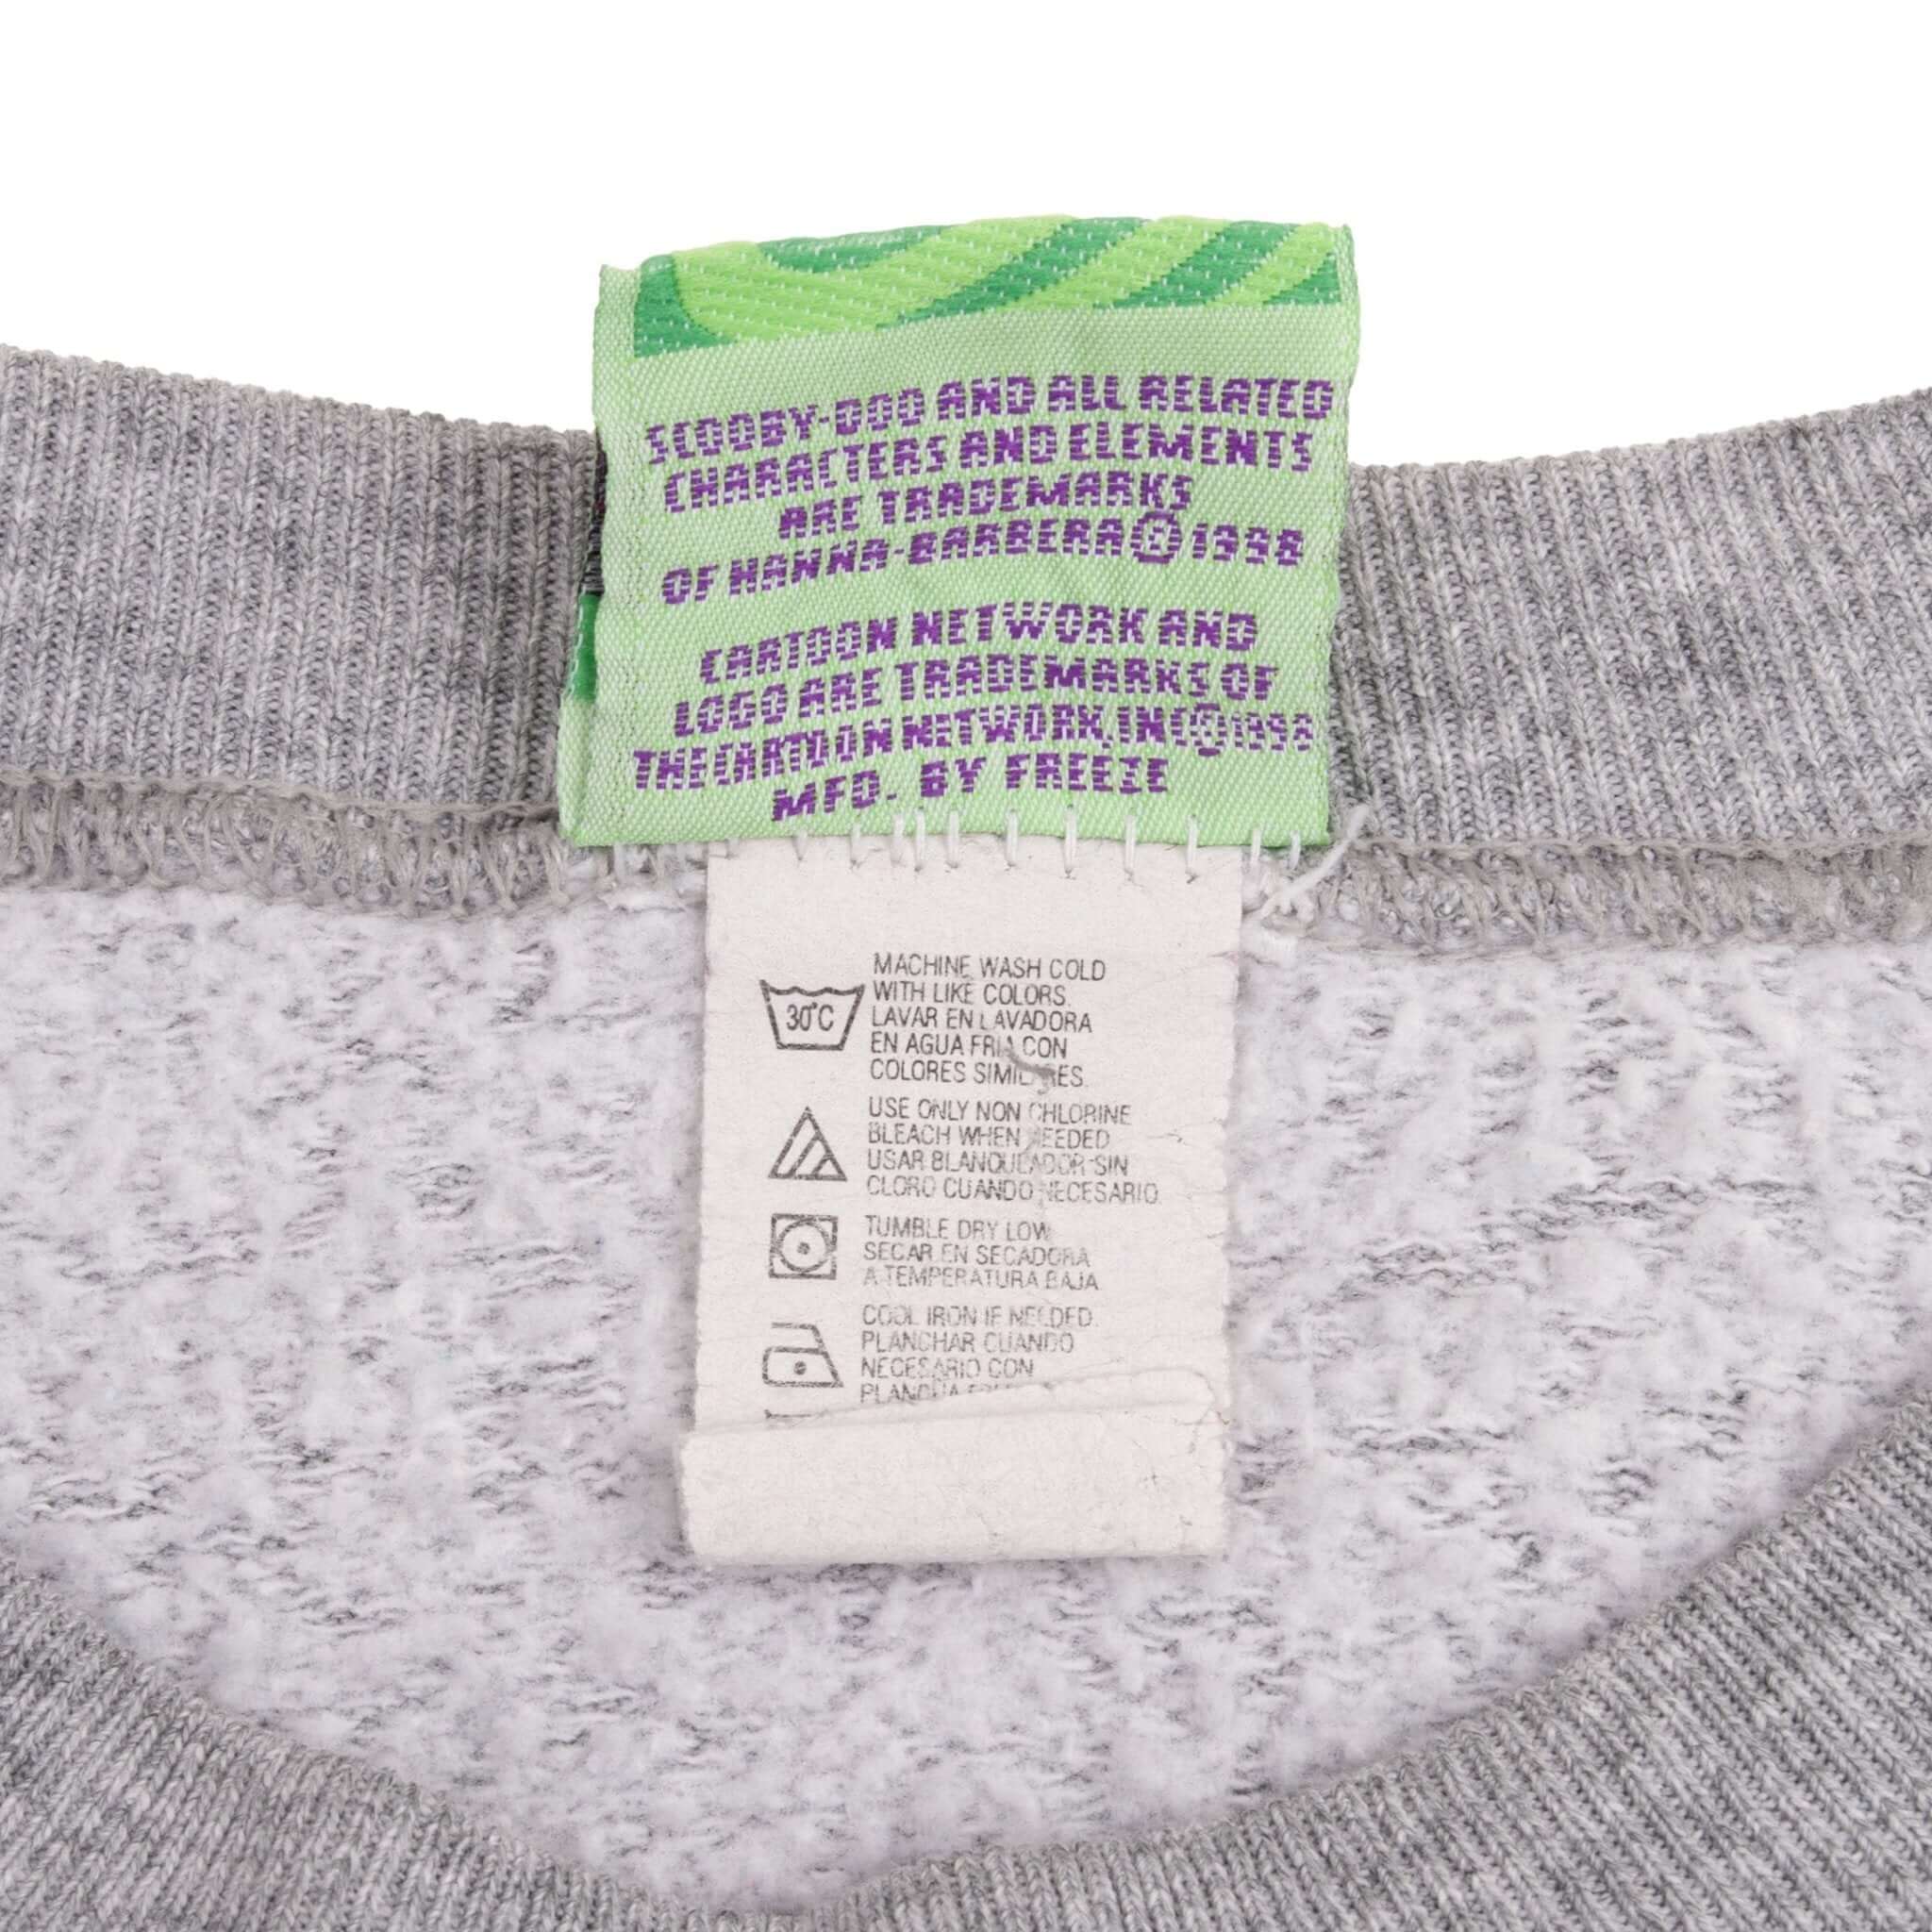 SCOOBY-DOO AND ALL RELATED
CHARACTERS AND ELEMENTS
ARE TRADEMARKS
OF HANNA-BARBERA © 1998
CARTOON NETWORK AND
LOGO ARE TRADEMARKS OF
THE CARTOON NETWORK, INC © 1998
MFD. BY FREEZE
30°C
MACHINE WASH COLD
WITH LIKE COLORS.
LAVAR EN LAVADORA
EN AGUA FRIA CON
COLORES SIMILARES.
USE ONLY NON CHLORINE
BLEACH WHEN NEEDED
USAR BLANQUEADOR SIN
CLORO CUANDO NECESARIO.
TUMBLE DRY LOW
SECAR EN SECADORA
A TEMPERATURA BAJA
COOL IRON IF NEEDED.
PLANCHAR CUANDO
NECESARIO CON
PLANCHA